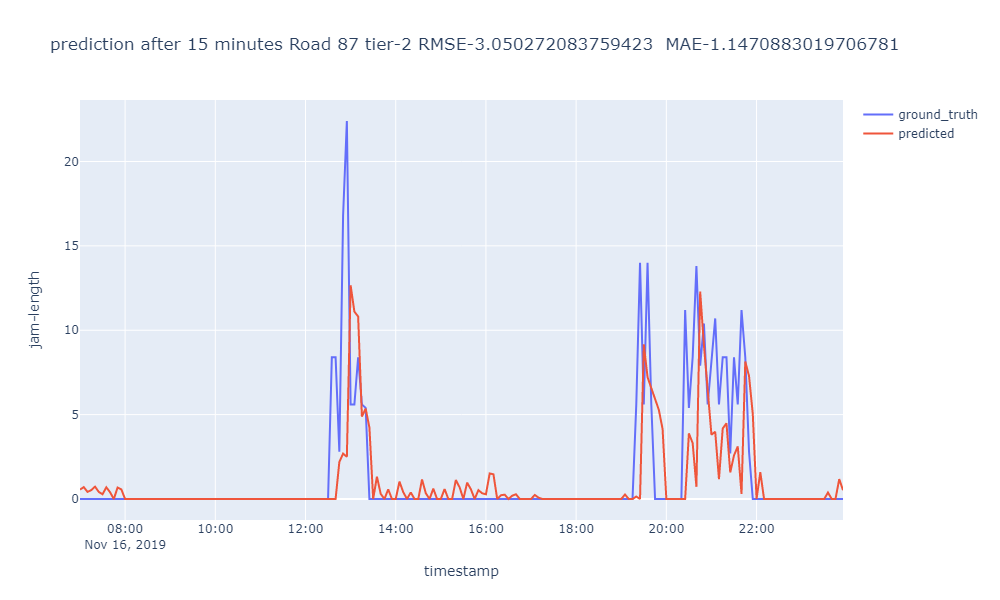 prediction after 15 minutes Road 87 tier-2 RMSE-3.050272083759423  MAE-1.1470883019706781
ground_truth
predicted
20
15
10
5
0
jam-length
08:00 10:00 12:00 14:00 16:00 18:00 20:00 22:00
Nov 16, 2019
timestamp